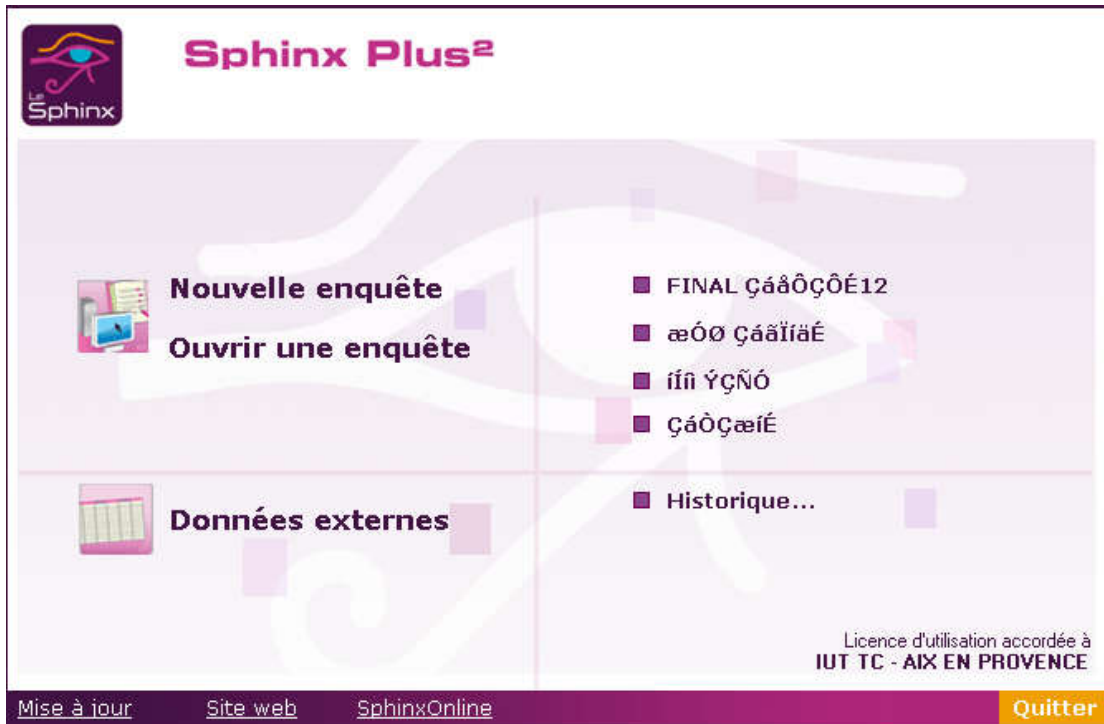 Le
Sphinx
Sphinx Plus²
Nouvelle enquête
Ouvrir une enquête
Données externes
FINAL ÇáåÔÇÔÉ12
æÓØ ÇáãÏíäÉ
íÍíì ÝÇÑÓ
ÇáÒÇæíÉ
Historique...
Licence d'utilisation accordée à
IUT TC - AIX EN PROVENCE
Mise à jour Site web SphinxOnline Quitter